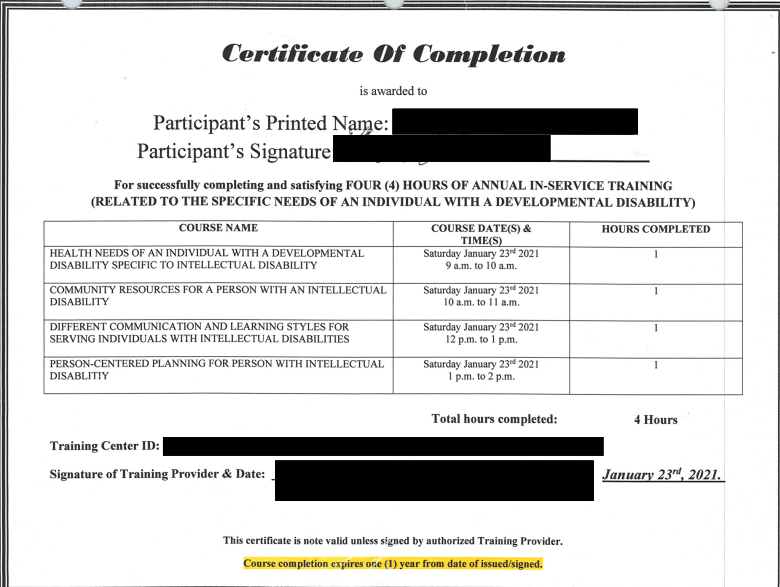 Certificate Of Completion
is awarded to
Participant's Printed Name:
Participant's Signature
For successfully completing and satisfying FOUR (4) HOURS OF ANNUAL IN-SERVICE TRAINING
(RELATED TO THE SPECIFIC NEEDS OF AN INDIVIDUAL WITH A DEVELOPMENTAL DISABILITY)
COURSE NAME COURSE DATE(S) & HOURS COMPLETED
TIME(S)
HEALTH NEEDS OF AN INDIVIDUAL WITH A DEVELOPMENTAL Saturday January 23rd 2021 1
DISABILITY SPECIFIC TO INTELLECTUAL DISABILITY 9 a.m. to 10 a.m.
COMMUNITY RESOURCES FOR A PERSON WITH AN INTELLECTUAL Saturday January 23rd 2021 1
DISABILITY 10 a.m. to 11 a.m.
DIFFERENT COMMUNICATION AND LEARNING STYLES FOR Saturday January 23rd 2021 1
SERVING INDIVIDUALS WITH INTELLECTUAL DISABILITIES 12 p.m. to 1 p.m.
PERSON-CENTERED PLANNING FOR PERSON WITH INTELLECTUAL Saturday January 23rd 2021 1
DISABLITIY 1 p.m. to 2 p.m.
Total hours completed: 4 Hours
Training Center ID:
Signature of Training Provider & Date: January 23rd, 2021.
This certificate is note valid unless signed by authorized Training Provider.
Course completion expires one (1) year from date of issued/signed.